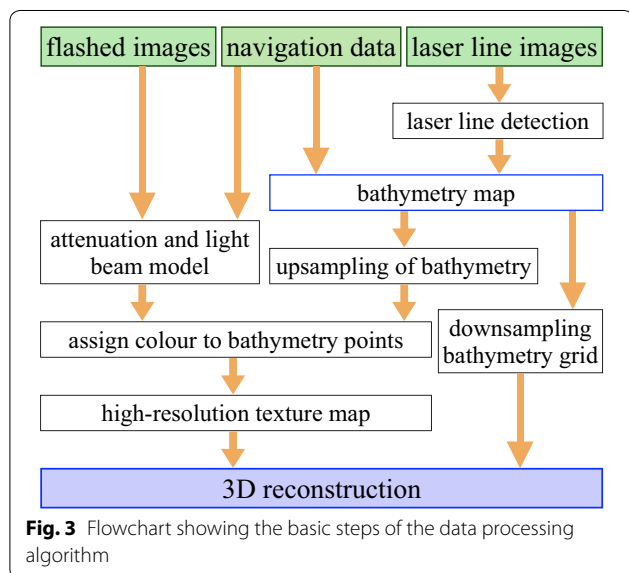 flashed images
navigation data
laser line images
laser line detection
bathymetry map
attenuation and light
beam model
upsampling of bathymetry
assign colour to bathymetry points
downsampling
bathymetry grid
high-resolution texture map
3D reconstruction
Fig. 3 Flowchart showing the basic steps of the data processing
algorithm